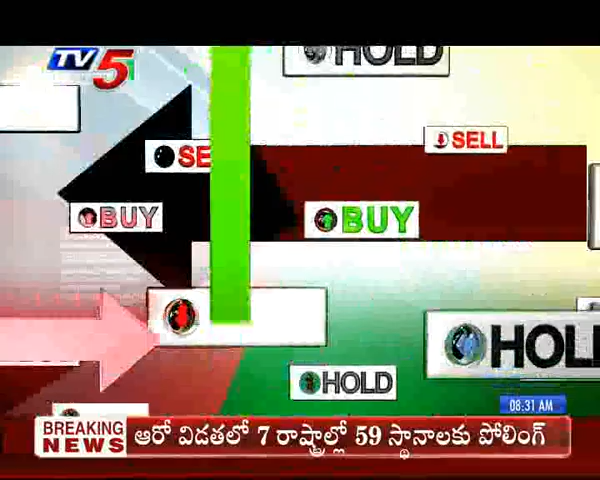 TV5
HOLD
SE
SELL
BUY
BUY
HOL
HOLD
08:31 AM
BREAKING NEWS
ఆరో విడతలో 7 రాష్ట్రాల్లో 59 స్థానాలకు పోలింగ్